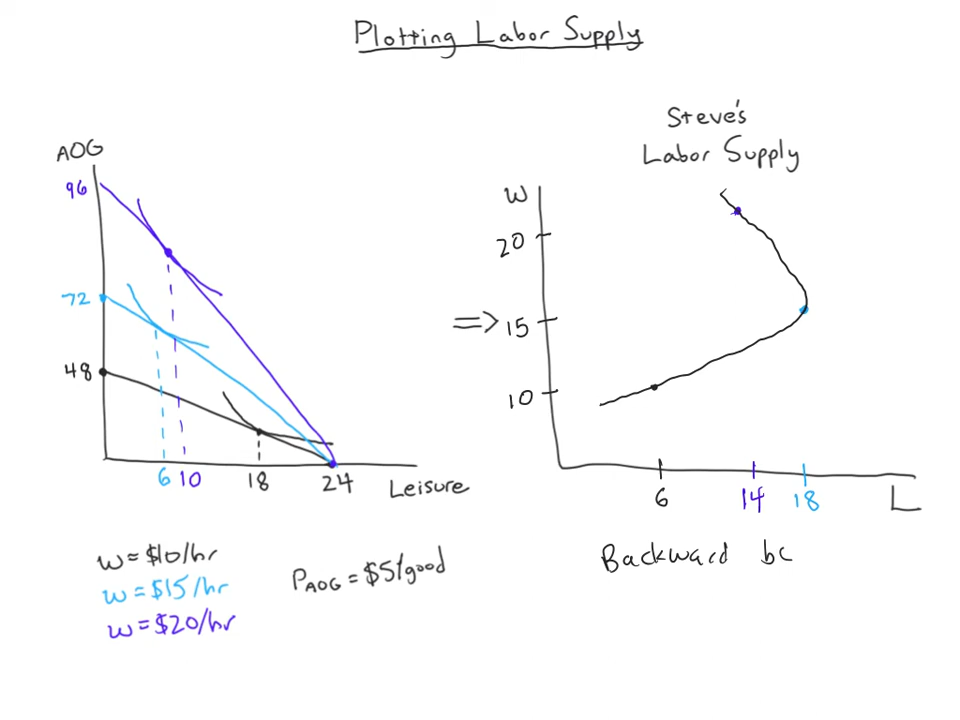 Plotting Labor Supply
AOG
96
72
48
6
10
18
24
Leisure
w = $10/hr
w = $15/hr
w = $20/hr
PAOG = $5/good
=>
Steve's
Labor Supply
W
20
15
10
6
14
18
L
Backward bc